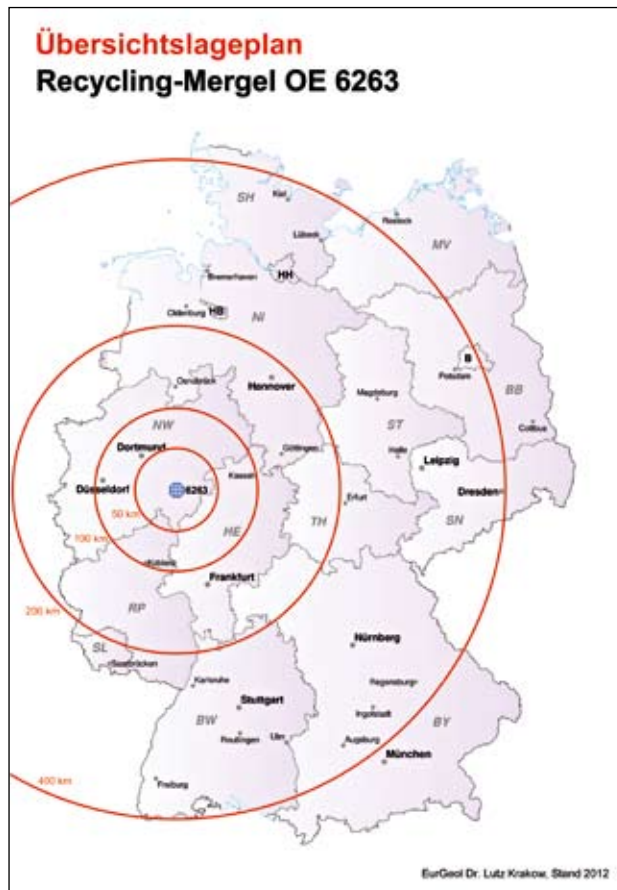 Übersichtslageplan
Recycling-Mergel OE 6263
SH
Kiel
Rostock
Lübeck
MV
HH
Bremerhaven
Oldenburg
HB
NI
B
Potsdam
BB
Osnabrück
Hannover
Magdeburg
ST
Cottbus
NW
Dortmund
Göttingen
Halle
Leipzig
Düsseldorf
6263
Kassel
Dresden
50 km
Erfurt
SN
HE
TH
100 km
Koblenz
Frankfurt
200 km
RP
Nürnberg
SL
Saarbrücken
Karlsruhe
Regensburg
Stuttgart
Ingolstadt
BW
BY
Reutlingen
Ulm
Augsburg
München
400 km
Freiburg
EurGeol Dr. Lutz Krakow, Stand 2012